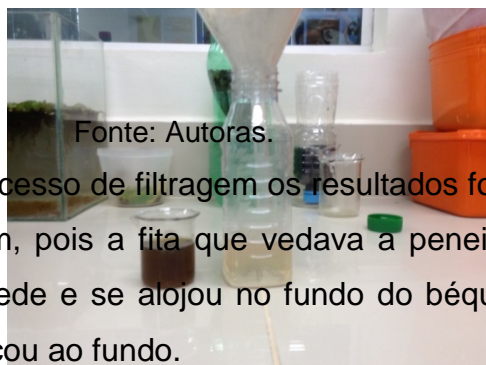 Fonte: Autoras.
cesso de filtragem os resultados fo
m, pois a fita que vedava a penei
ede e se alojou no fundo do béqu
cou ao fundo.